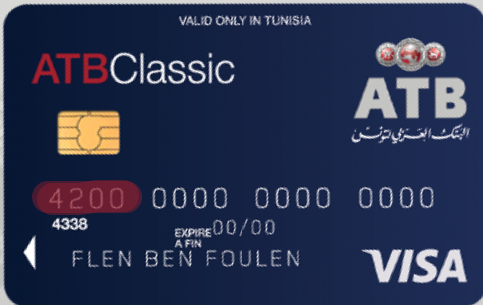 VALID ONLY IN TUNISIA
ATBClassic
ATB
البنك العربي لتونس
4200 0000 0000 0000
4338
EXPIRE 00/00
A FIN
FLEN BEN FOULEN
VISA